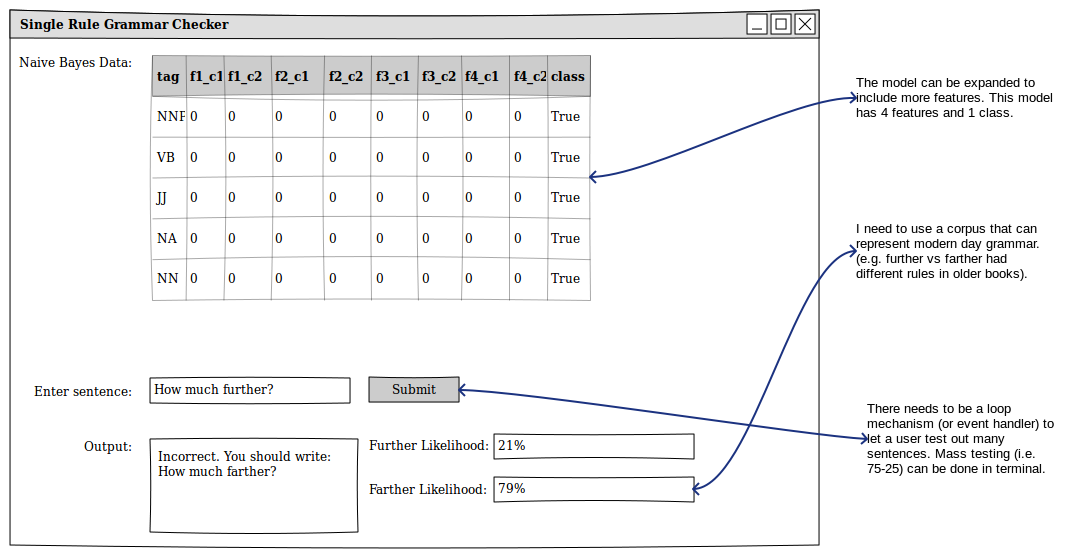 Single Rule Grammar Checker
Naive Bayes Data:
tag f1_c1 f1_c2 f2_c1 f2_c2 f3_c1 f3_c2 f4_c1 f4_c2 class
NNP 0 0 0 0 0 0 0 0 True
VB 0 0 0 0 0 0 0 0 True
JJ 0 0 0 0 0 0 0 0 True
NA 0 0 0 0 0 0 0 0 True
NN 0 0 0 0 0 0 0 0 True
The model can be expanded to
include more features. This model
has 4 features and 1 class.
I need to use a corpus that can
represent modern day grammar.
(e.g. further vs farther had
different rules in older books).
Enter sentence: How much further? Submit
Output:
Incorrect. You should write:
How much farther?
Further Likelihood: 21%
Farther Likelihood: 79%
There needs to be a loop
mechanism (or event handler) to
let a user test out many
sentences. Mass testing (i.e.
75-25) can be done in terminal.